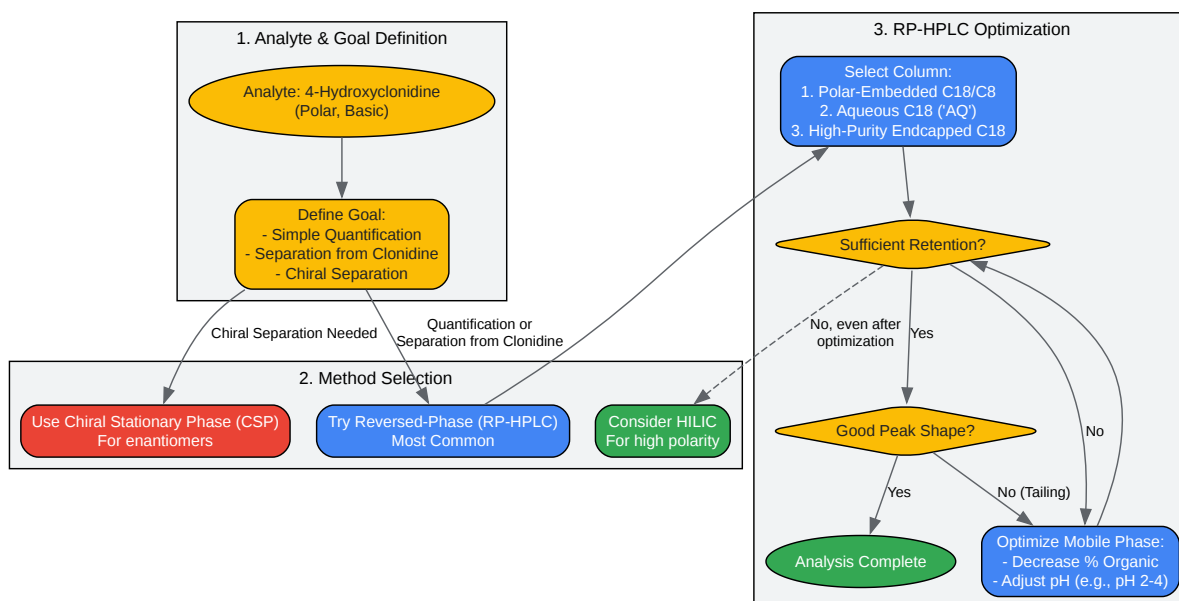 1. Analyte & Goal Definition
Analyte: 4-Hydroxyclonidine
(Polar, Basic)
Define Goal:
- Simple Quantification
- Separation from Clonidine
- Chiral Separation
Chiral Separation Needed
Quantification or
Separation from Clonidine
2. Method Selection
Use Chiral Stationary Phase (CSP)
For enantiomers
Try Reversed-Phase (RP-HPLC)
Most Common
Consider HILIC
For high polarity
3. RP-HPLC Optimization
Select Column:
1. Polar-Embedded C18/C8
2. Aqueous C18 ('AQ')
3. High-Purity Endcapped C18
Sufficient Retention?
No, even after
optimization
Yes
No
Good Peak Shape?
Yes
No (Tailing)
Analysis Complete
Optimize Mobile Phase:
- Decrease % Organic
- Adjust pH (e.g., pH 2-4)